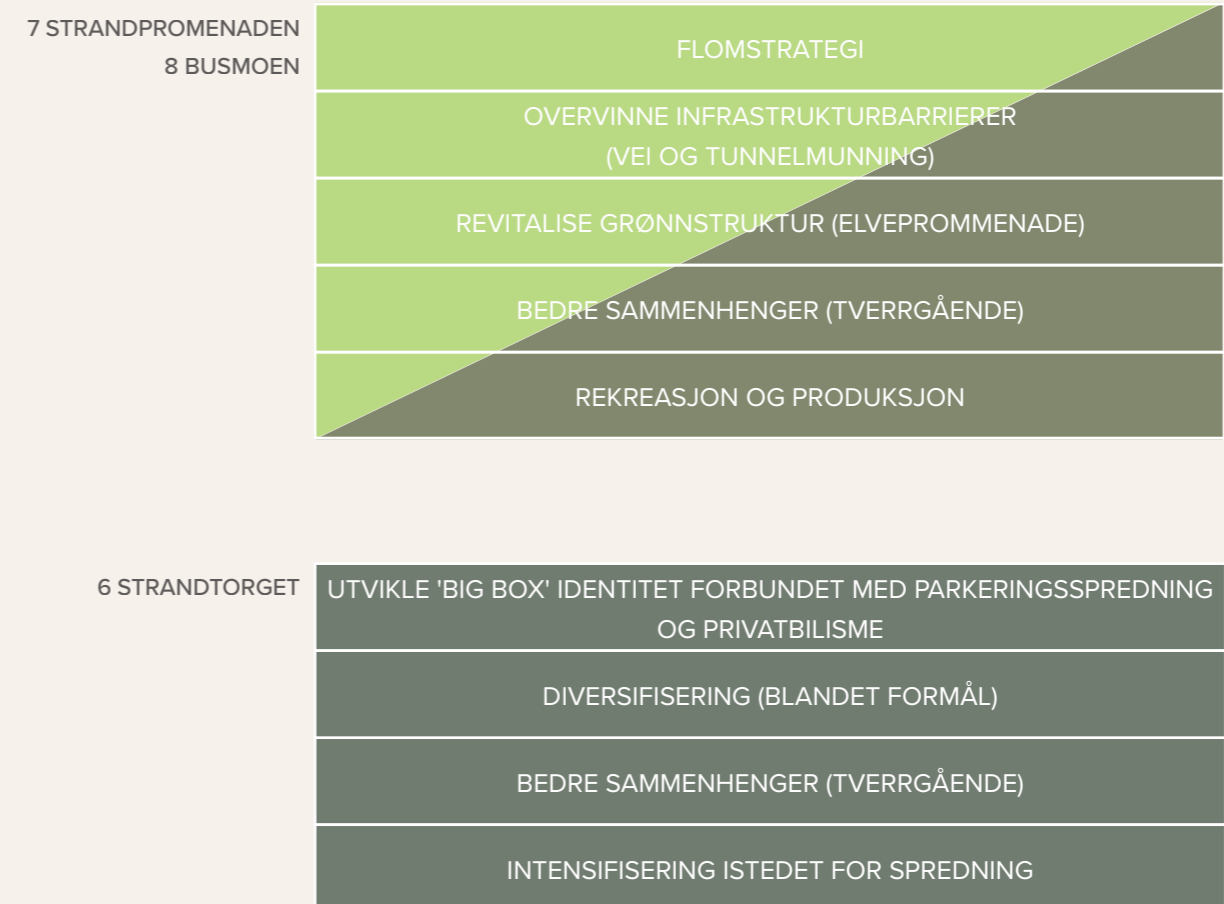 7 STRANDPROMENADEN
8 BUSMOEN
FLOMSTRATEGI
OVERVINNE INFRASTRUKTURBARRIERER
(VEI OG TUNNELMUNNING)
REVITALISE GRØNNSTRUKTUR (ELVEPROMMENADE)
BEDRE SAMMENHENGER (TVERRGÅENDE)
REKREASJON OG PRODUKSJON
6 STRANDTORGET
UTVIKLE 'BIG BOX' IDENTITET FORBUNDET MED PARKERINGSSPREDNING
OG PRIVATBILISME
DIVERSIFISERING (BLANDET FORMÅL)
BEDRE SAMMENHENGER (TVERRGÅENDE)
INTENSIFISERING ISTEDET FOR SPREDNING